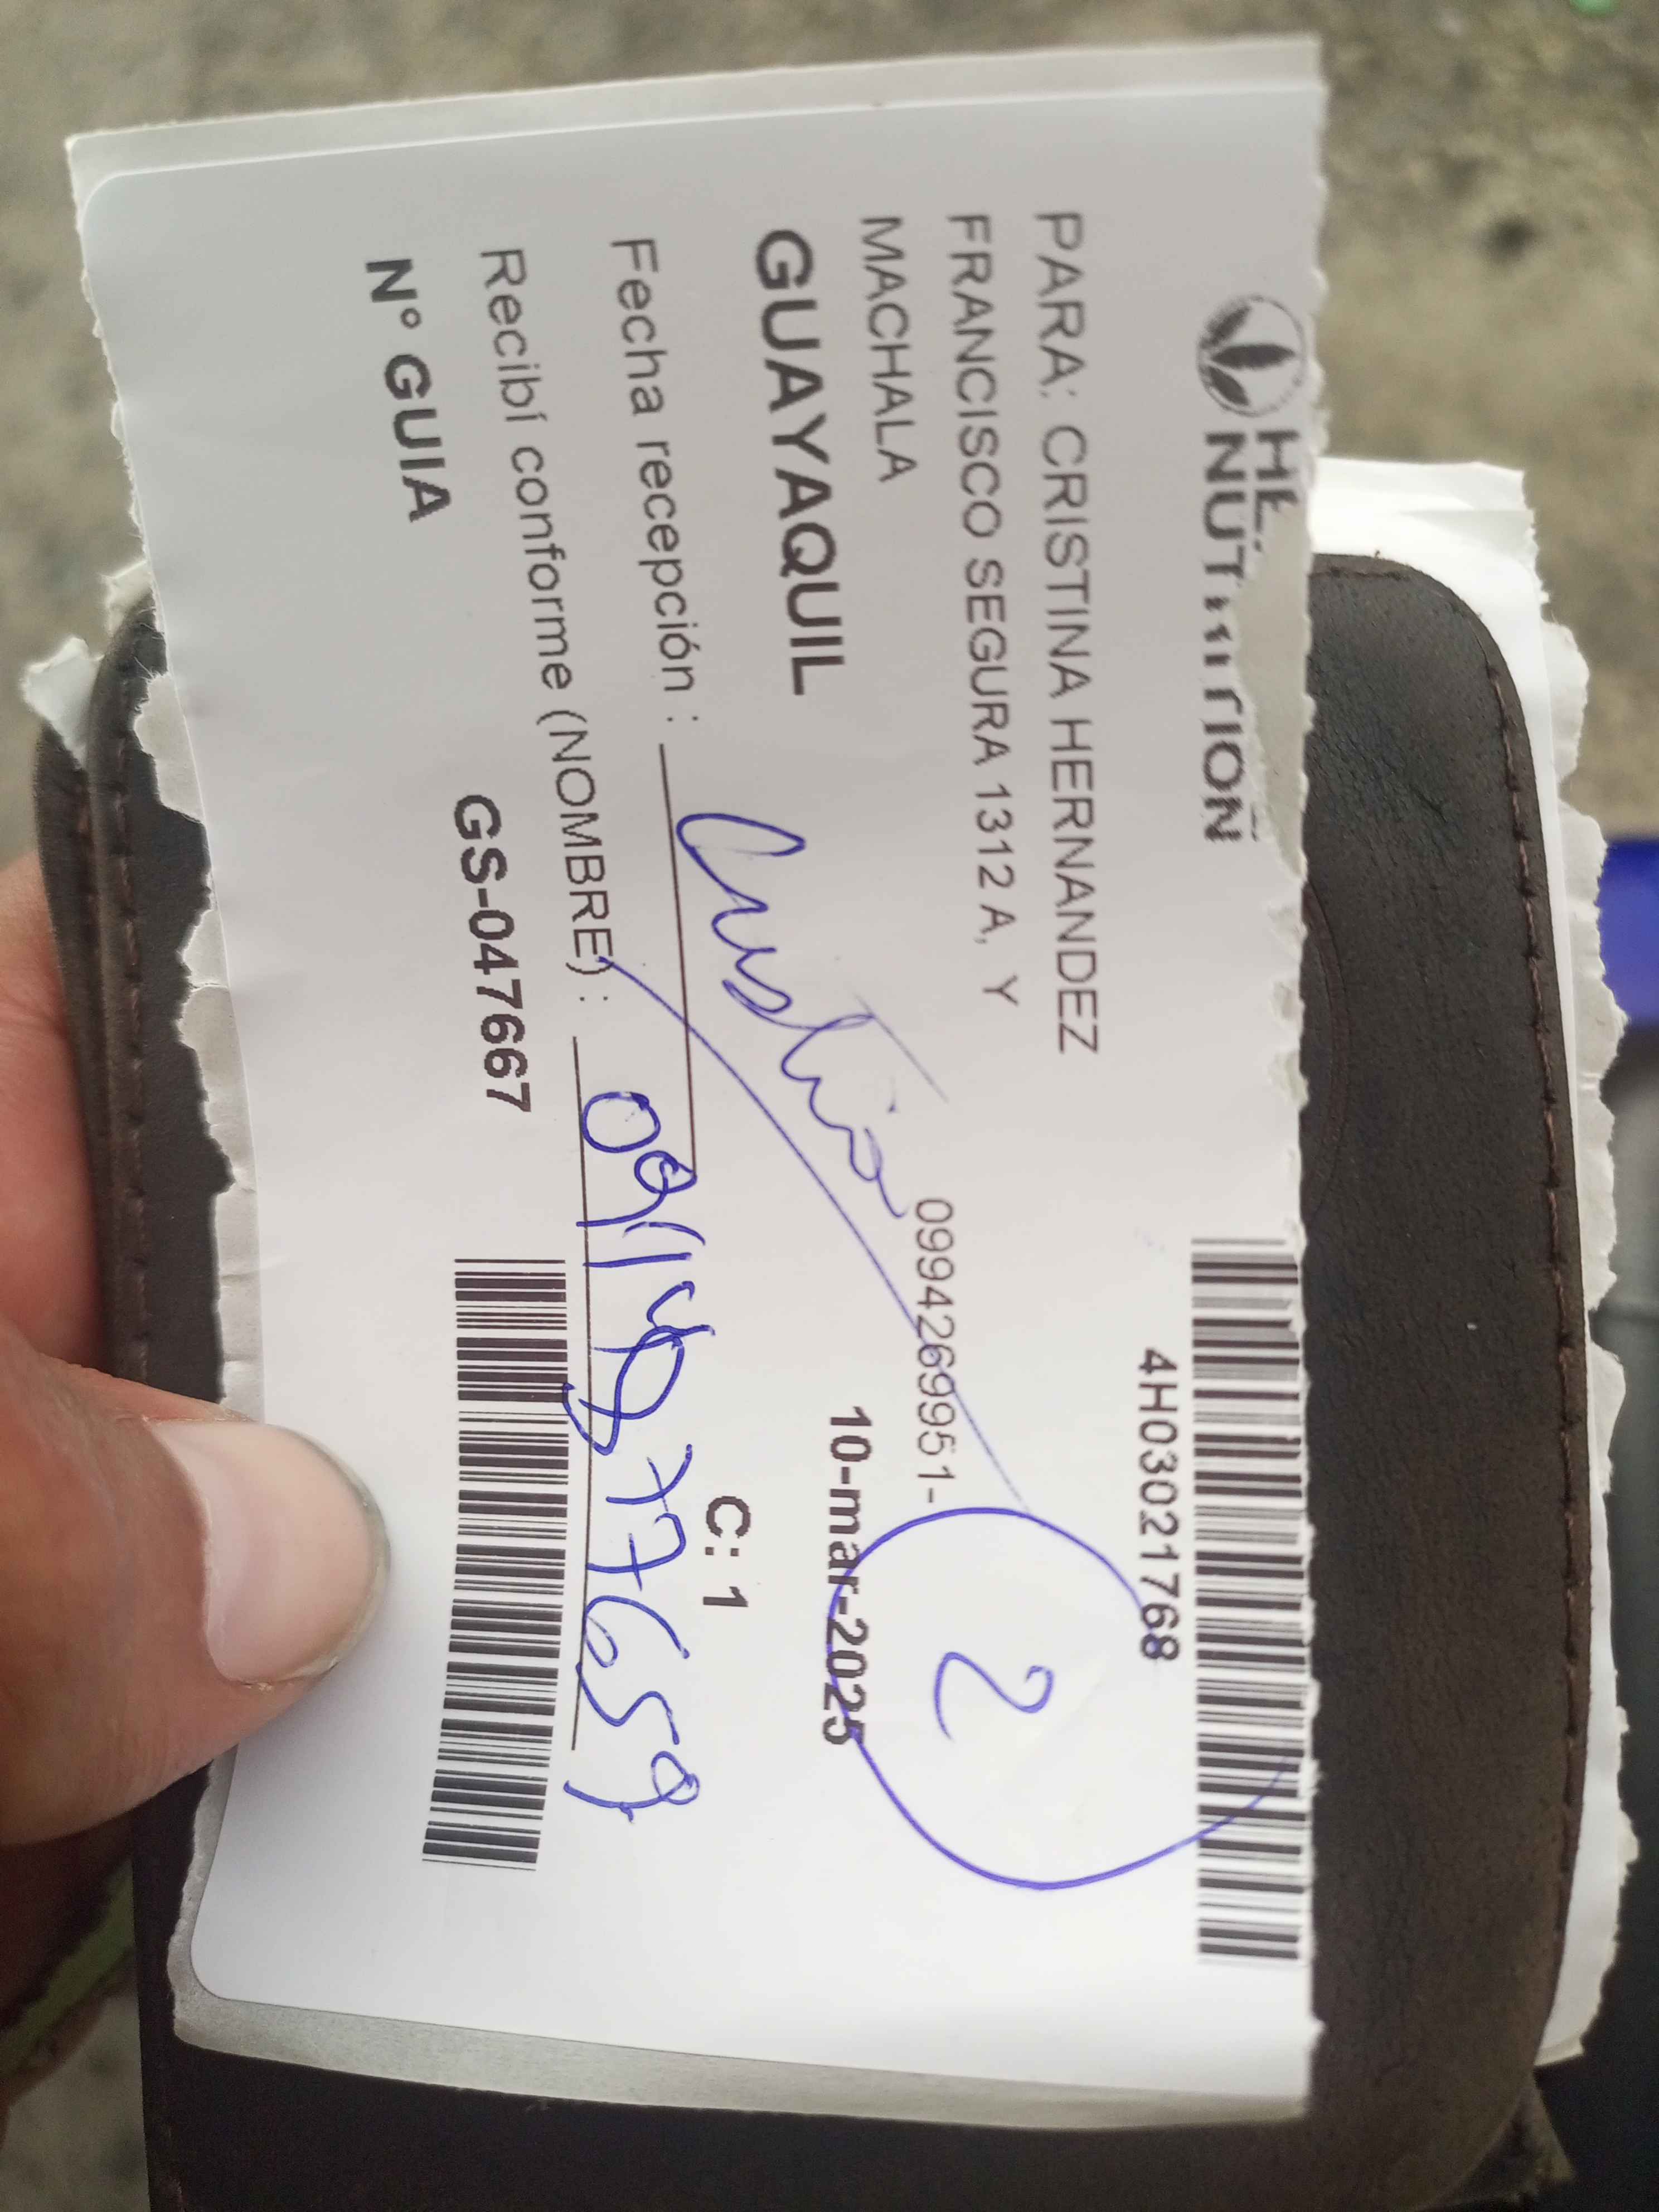 NUTRITION
4H03021768
PARA: CRISTINA HERNANDEZ
FRANCISCO SEGURA 1312 A, Y
MACHALA
0994269951-
2
GUAYAQUIL
10-mar-2025
Fecha recepción :
C: 1
Recibí conforme (NOMBRE) :
Nº GUIA
GS-047667